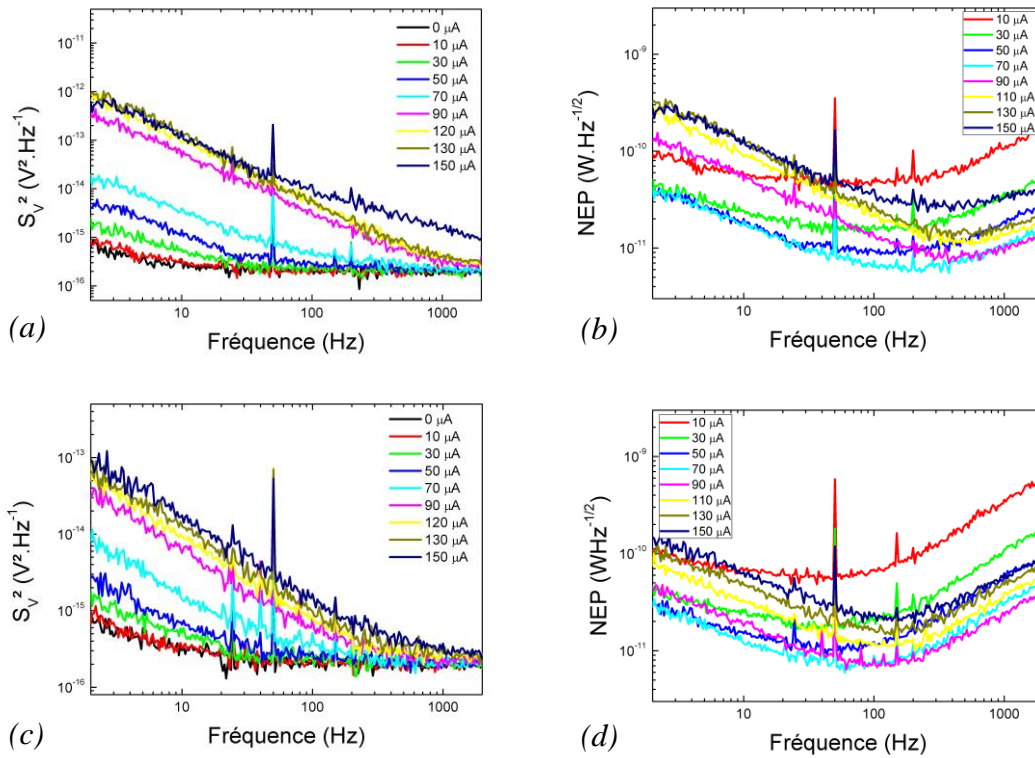 S_V² (V².Hz⁻¹)
10⁻¹¹
10⁻¹²
10⁻¹³
10⁻¹⁴
10⁻¹⁵
10⁻¹⁶
0 µA
10 µA
30 µA
50 µA
70 µA
90 µA
120 µA
130 µA
150 µA
10 100 1000
Fréquence (Hz)
(a)
NEP (W.Hz⁻¹/²)
10⁻⁹
10⁻¹⁰
10⁻¹¹
10 µA
30 µA
50 µA
70 µA
90 µA
110 µA
130 µA
150 µA
10 100 1000
Fréquence (Hz)
(b)
S_V² (V².Hz⁻¹)
10⁻¹³
10⁻¹⁴
10⁻¹⁵
10⁻¹⁶
0 µA
10 µA
30 µA
50 µA
70 µA
90 µA
120 µA
130 µA
150 µA
10 100 1000
Fréquence (Hz)
(c)
NEP (WHz⁻¹/²)
10⁻⁹
10⁻¹⁰
10⁻¹¹
10 µA
30 µA
50 µA
70 µA
90 µA
110 µA
130 µA
150 µA
10 100 1000
Fréquence (Hz)
(d)